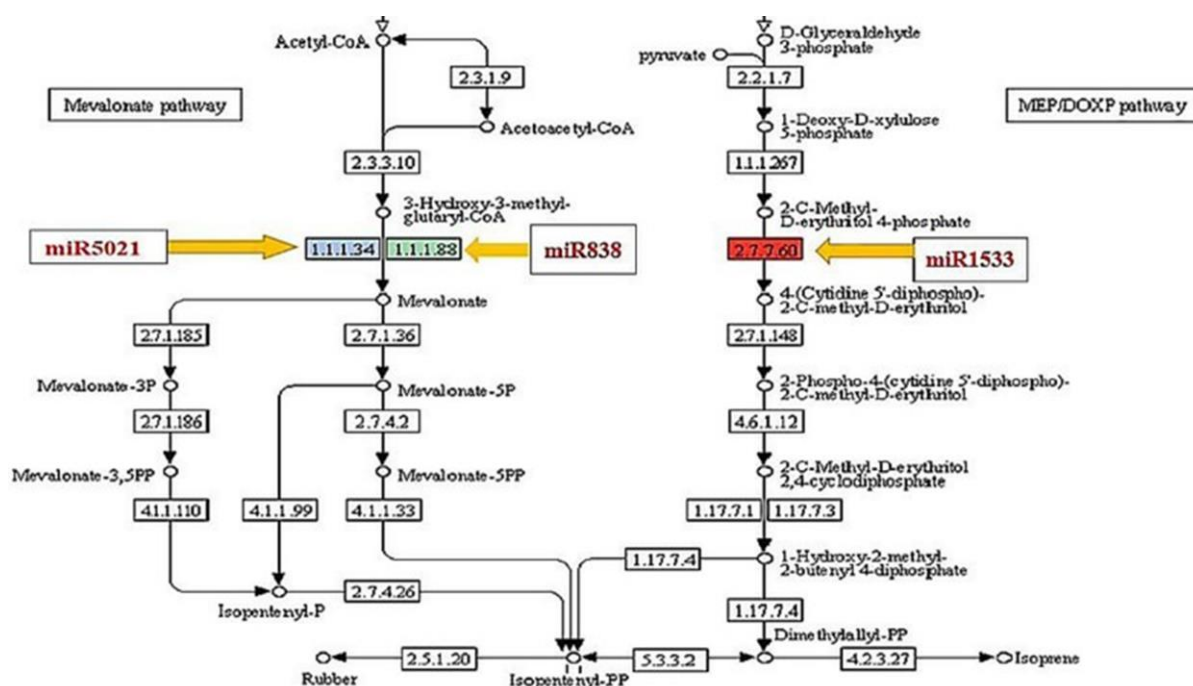 Acetyl-CoA
2.3.1.9
Mevalonate pathway
Acetoacetyl-CoA
2.3.3.10
3-Hydroxy-3-methyl-
glutaryl-CoA
miR5021
1.1.1.34
1.1.1.88
miR838
Mevalonate
2.7.1.185
2.7.1.36
Mevalonate-3P
Mevalonate-5P
2.7.1.186
2.7.4.2
Mevalonate-3,5PP
Mevalonate-5PP
4.1.1.110
4.1.1.99
4.1.1.33
Isopentenyl-P
2.7.4.26
Rubber
2.5.1.20
Isopentenyl-PP
5.3.3.2
D-Glyceraldehyde
3-phosphate
pyruvate
2.2.1.7
MEP/DOXP pathway
1-Deoxy-D-xylulose
5-phosphate
1.1.1.267
2-C-Methyl-
D-erythritol 4-phosphate
2.7.7.60
miR1533
4-(Cytidine 5'-diphospho)-
2-C-methyl-D-erythritol
2.7.1.148
2-Phospho-4-(cytidine 5'-diphospho)-
2-C-methyl-D-erythritol
4.6.1.12
2-C-Methyl-D-erythritol
2,4-cyclodiphosphate
1.17.7.1
1.17.7.3
1.17.7.4
1-Hydroxy-2-methyl-
2-butenyl 4-diphosphate
1.17.7.4
Dimethylallyl-PP
4.2.3.27
Isoprene